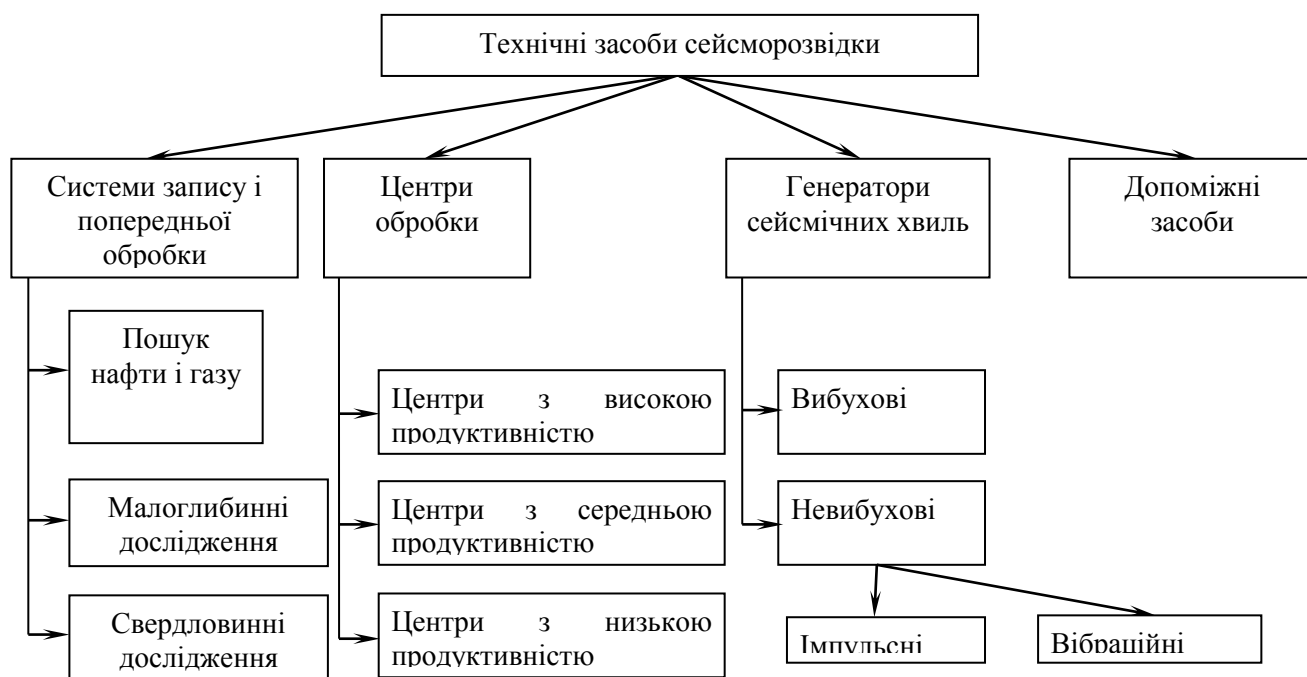 Технічні засоби сейсморозвідки
Системи запису і
попередньої
обробки
Центри
обробки
Генератори
сейсмічних хвиль
Допоміжні
засоби
Пошук
нафти і газу
Малоглибинні
дослідження
Свердловинні
дослідження
Центри з високою
продуктивністю
Центри з середньою
продуктивністю
Центри з низькою
продуктивністю
Вибухові
Невибухові
Імпульсні
Вібраційні